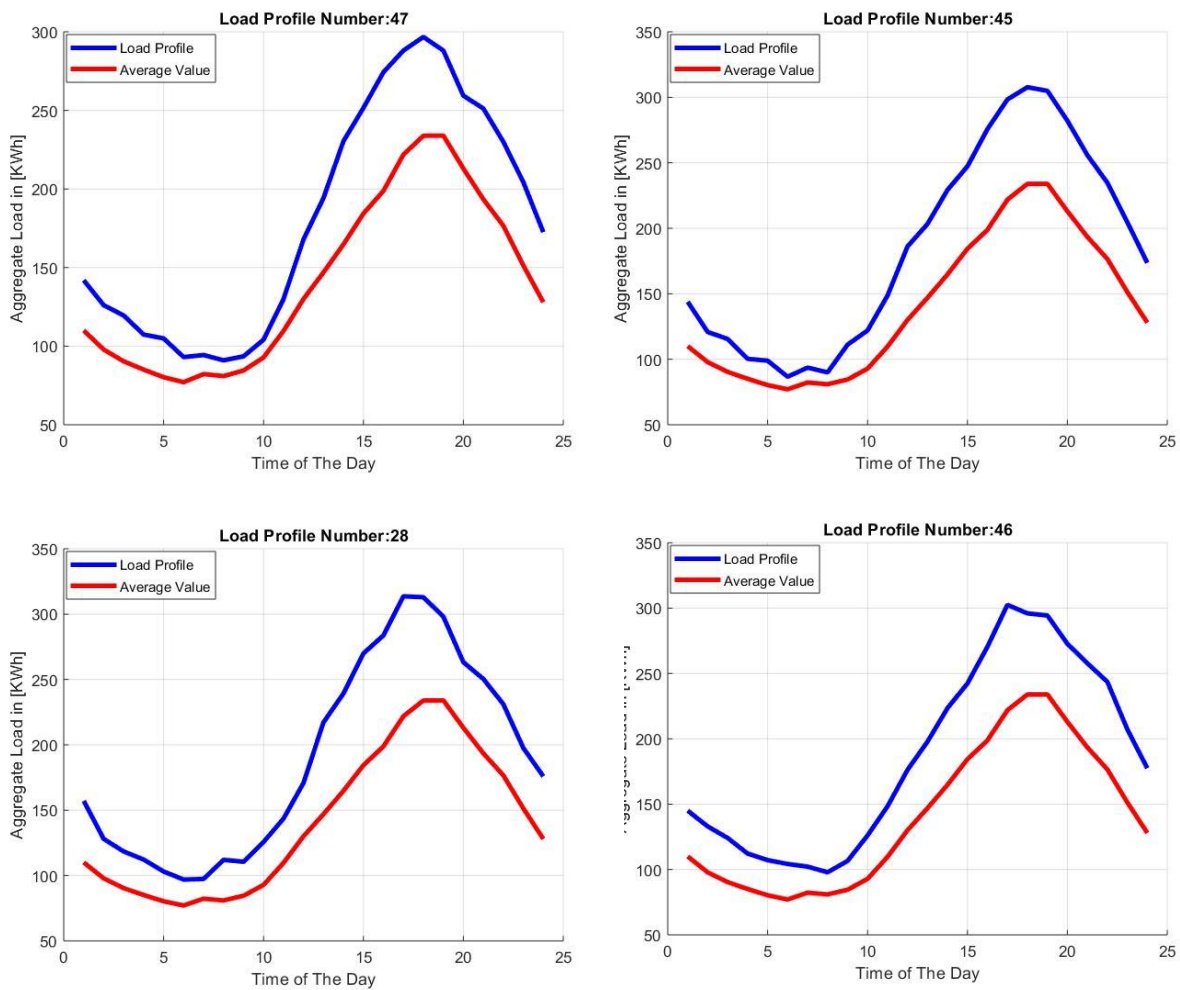 Load Profile Number:47
Load Profile
Average Value
300
250
200
150
100
50
0 5 10 15 20 25
Aggregate Load in [KWh]
Time of The Day
Load Profile Number:45
Load Profile
Average Value
350
300
250
200
150
100
50
0 5 10 15 20 25
Aggregate Load in [KWh]
Time of The Day
Load Profile Number:28
Load Profile
Average Value
350
300
250
200
150
100
50
0 5 10 15 20 25
Aggregate Load in [KWh]
Time of The Day
Load Profile Number:46
Load Profile
Average Value
350
300
250
200
150
100
50
0 5 10 15 20 25
Time of The Day